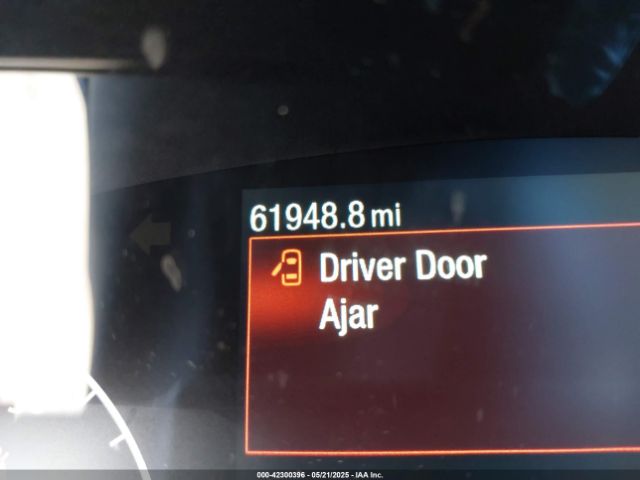 61948.8 mi
Driver Door
Ajar
000-42300396 - 05/21/2025 - IAA Inc.